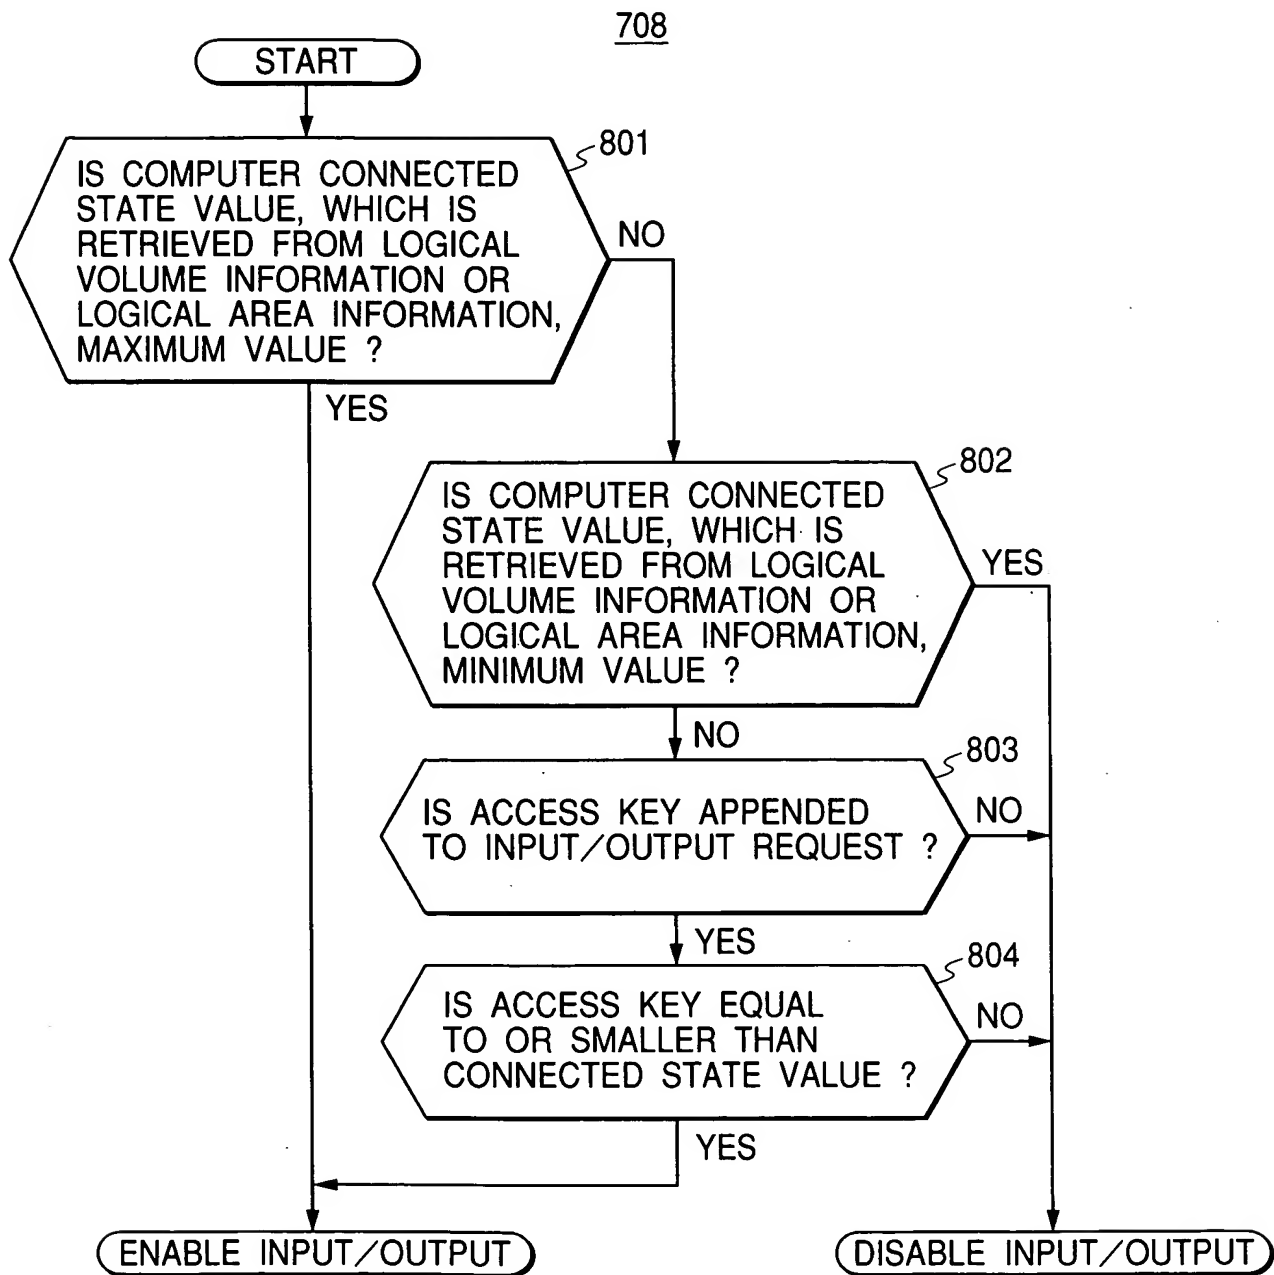 708
START
801
IS COMPUTER CONNECTED
STATE VALUE, WHICH IS
RETRIEVED FROM LOGICAL
VOLUME INFORMATION OR
LOGICAL AREA INFORMATION,
MAXIMUM VALUE ?
NO
YES
802
IS COMPUTER CONNECTED
STATE VALUE, WHICH IS
RETRIEVED FROM LOGICAL
VOLUME INFORMATION OR
LOGICAL AREA INFORMATION,
MINIMUM VALUE ?
YES
NO
803
IS ACCESS KEY APPENDED
TO INPUT/OUTPUT REQUEST ?
NO
YES
804
IS ACCESS KEY EQUAL
TO OR SMALLER THAN
CONNECTED STATE VALUE ?
NO
YES
ENABLE INPUT/OUTPUT
DISABLE INPUT/OUTPUT